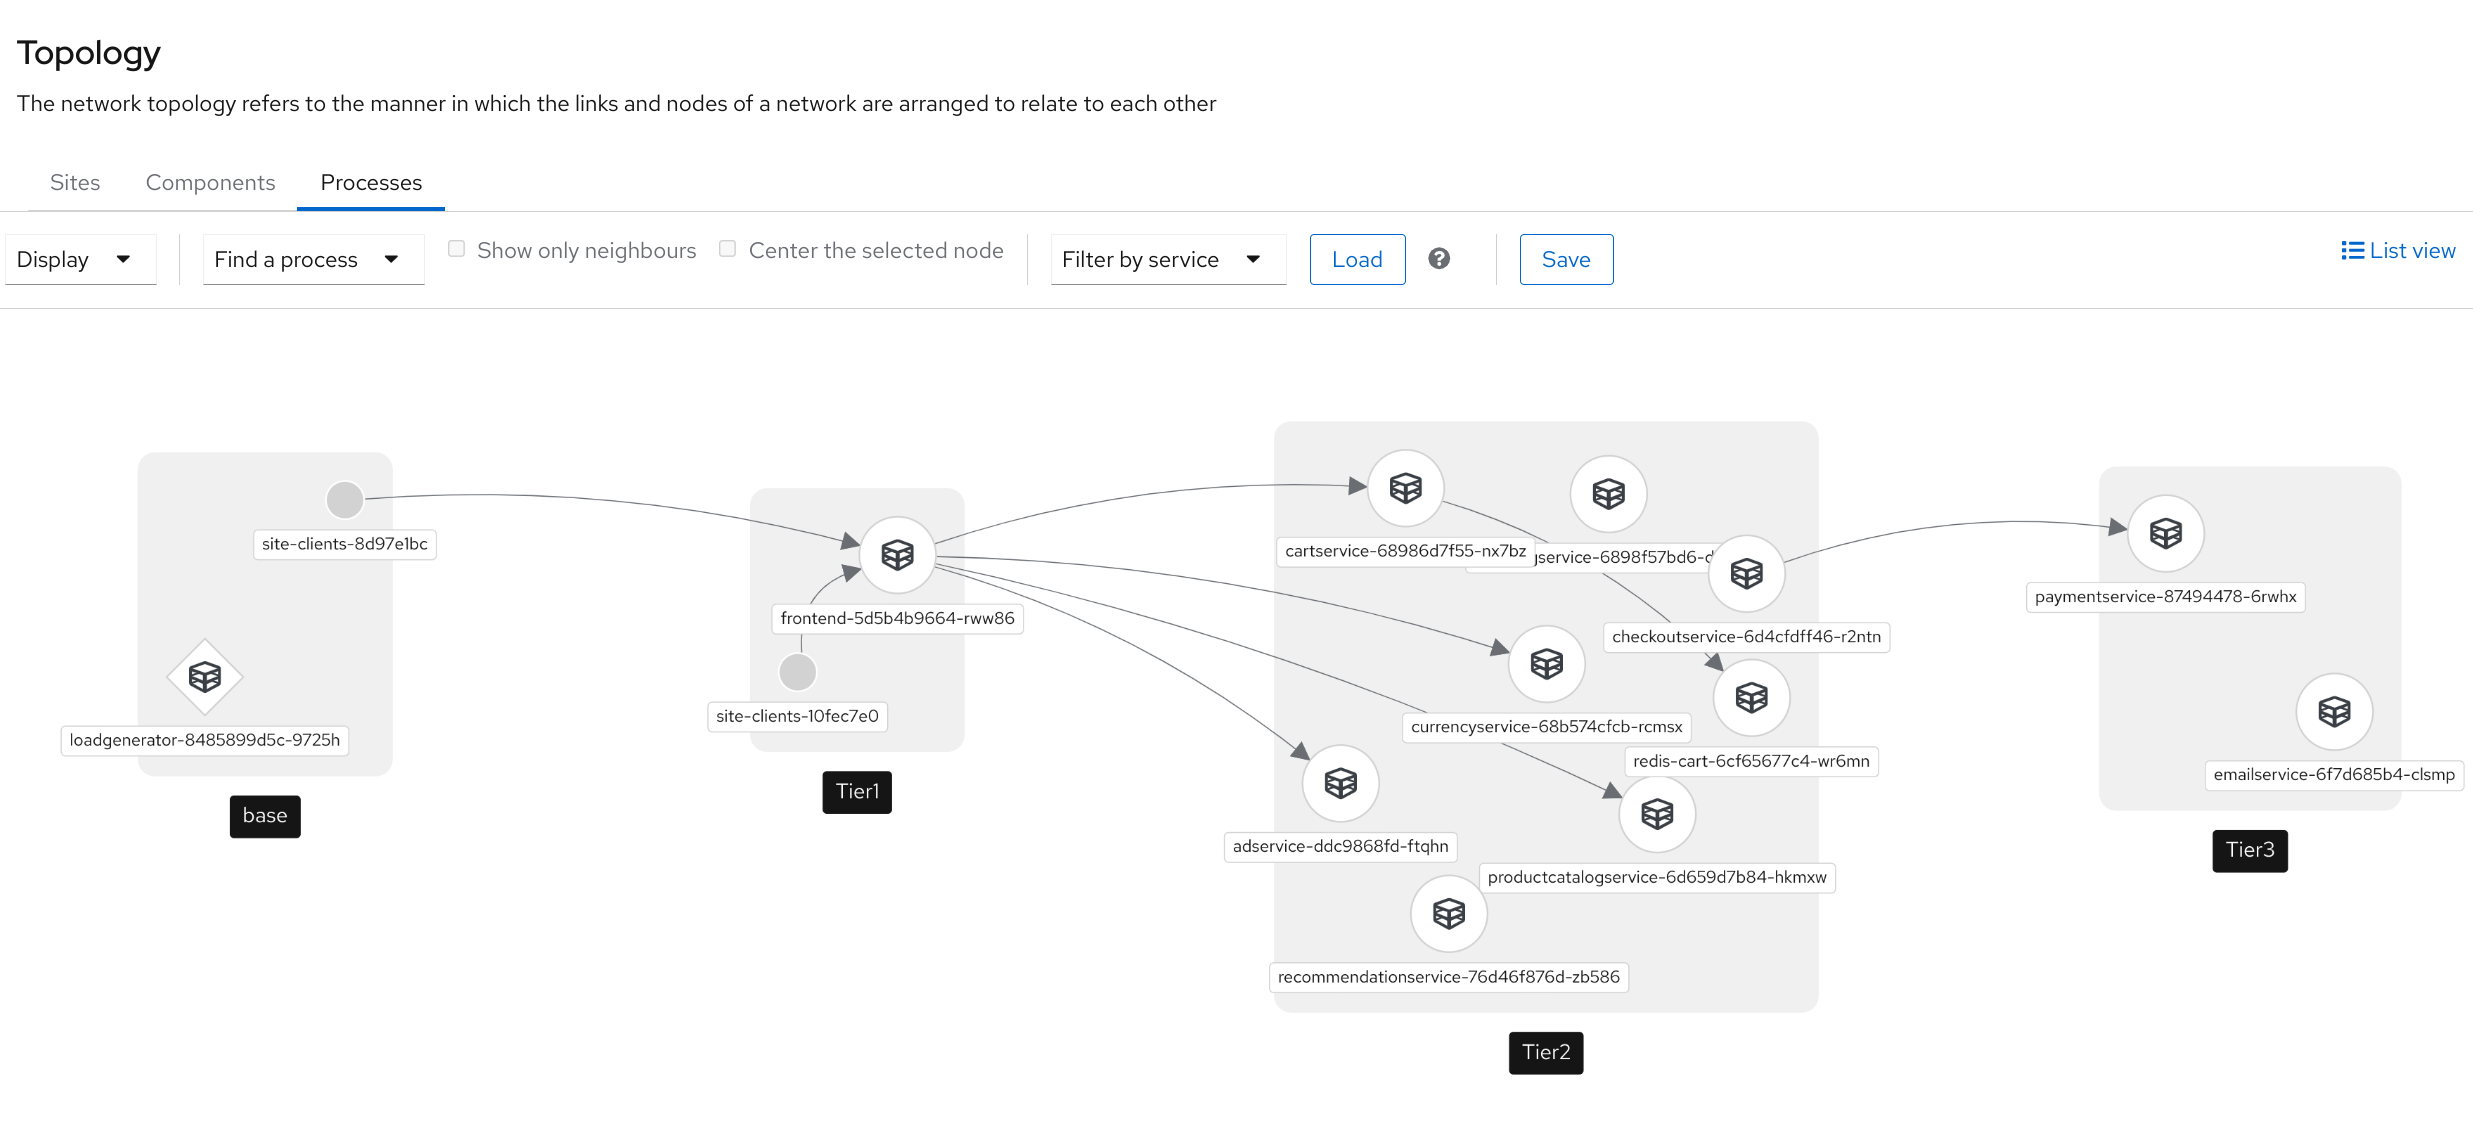 Topology
The network topology refers to the manner in which the links and nodes of a network are arranged to relate to each other
Sites
Components
Processes
Display
Find a process
Show only neighbours
Center the selected node
Filter by service
Load
Save
List view
site-clients-8d97e1bc
loadgenerator-8485899d5c-9725h
base
frontend-5d5b4b9664-rww86
site-clients-10fec7e0
Tier1
cartservice-68986d7f55-nx7bz
checkoutservice-6d4cfdff46-r2ntn
currencyservice-68b574cfcb-rcmsx
redis-cart-6cf65677c4-wr6mn
adservice-ddc9868fd-ftqhn
productcatalogservice-6d659d7b84-hkmxw
recommendationservice-76d46f876d-zb586
Tier2
paymentservice-87494478-6rwhx
emailservice-6f7d685b4-clsmp
Tier3